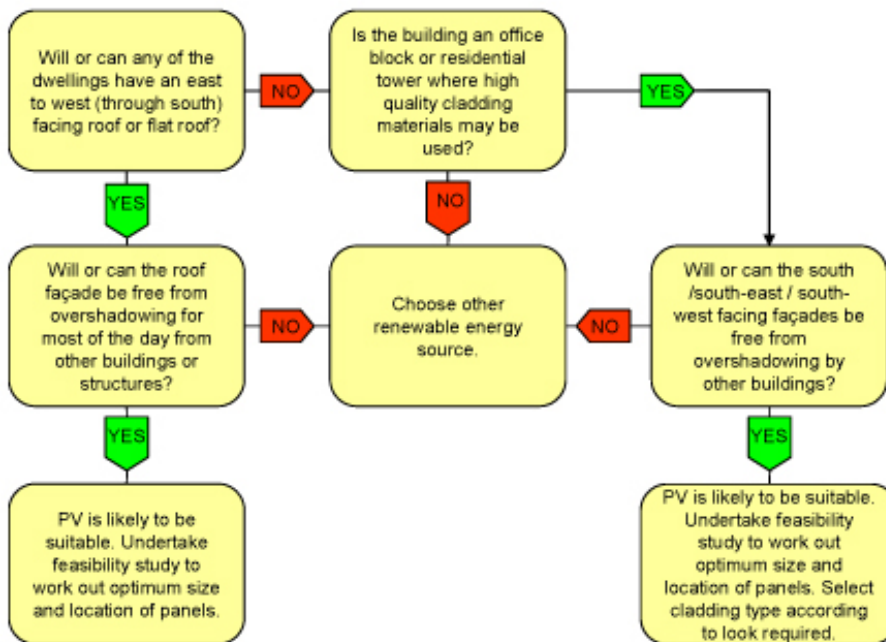 Will or can any of the
dwellings have an east
to west (through south)
facing roof or flat roof?
NO
Is the building an office
block or residential
tower where high
quality cladding
materials may be
used?
YES
YES
NO
Will or can the roof
façade be free from
overshadowing for
most of the day from
other buildings or
structures?
NO
Choose other
renewable energy
source.
NO
Will or can the south
/south-east / south-
west facing façades be
free from
overshadowing by
other buildings?
YES
YES
PV is likely to be
suitable. Undertake
feasibility study to
work out optimum size
and location of panels.
PV is likely to be suitable.
Undertake feasibility
study to work out
optimum size and
location of panels. Select
cladding type according
to look required.